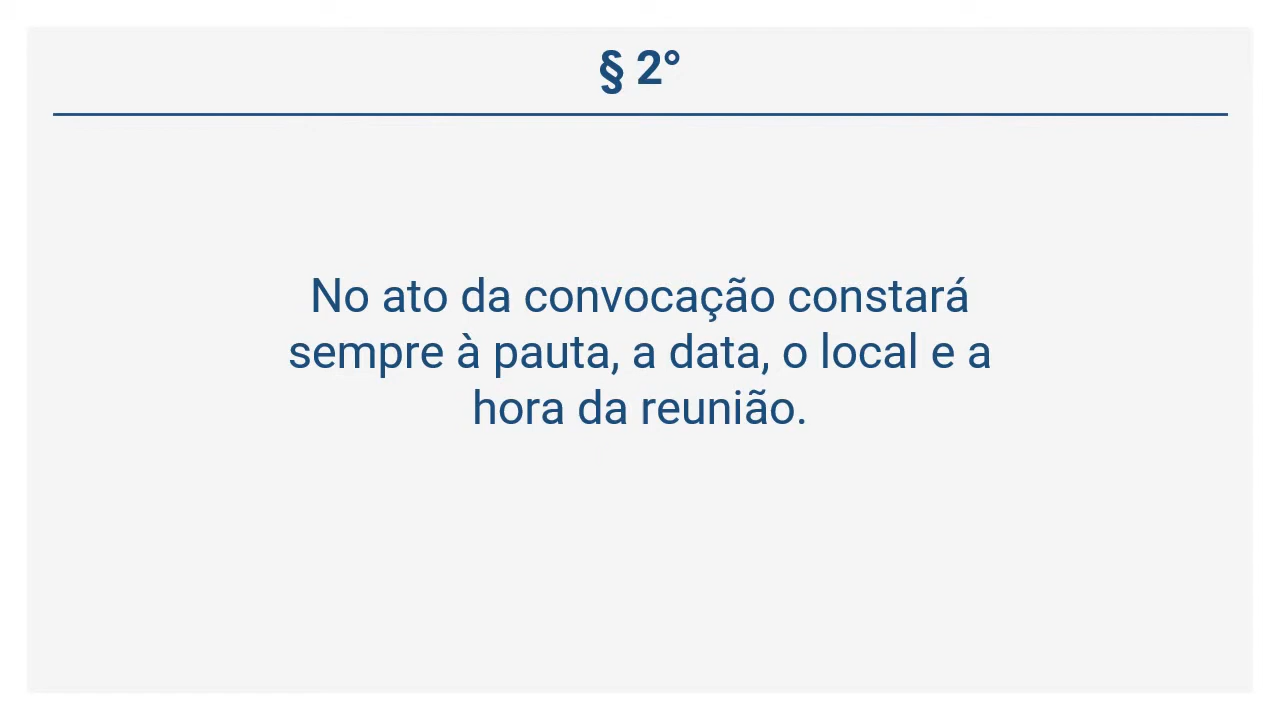 § 2°
No ato da convocação constará
sempre à pauta, a data, o local e a
hora da reunião.